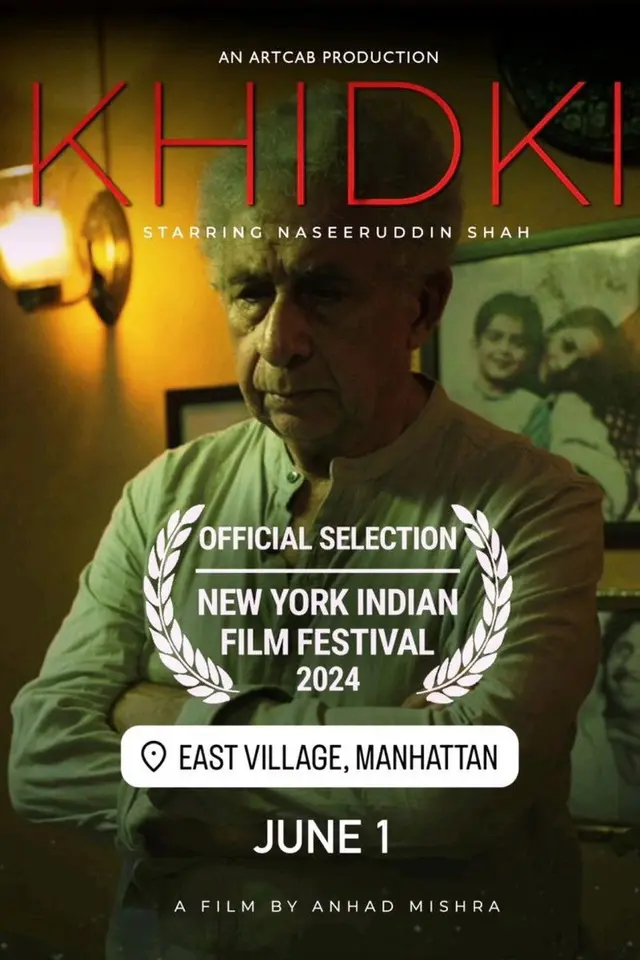 AN ARTCAB PRODUCTION
KHIDKI
STARRING NASEERUDDIN SHAH
OFFICIAL SELECTION
NEW YORK INDIAN
FILM FESTIVAL
2024
EAST VILLAGE, MANHATTAN
JUNE 1
A FILM BY ANHAD MISHRA